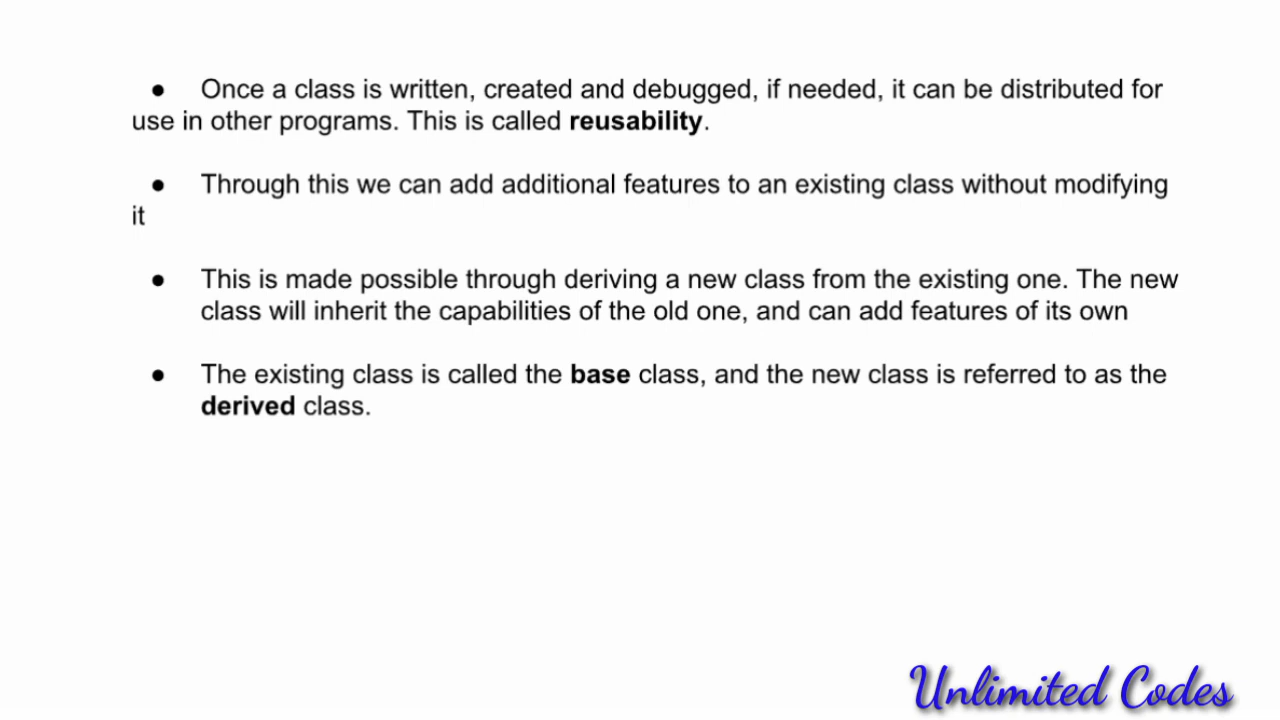 ● Once a class is written, created and debugged, if needed, it can be distributed for
use in other programs. This is called reusability.
● Through this we can add additional features to an existing class without modifying
it
● This is made possible through deriving a new class from the existing one. The new
class will inherit the capabilities of the old one, and can add features of its own
● The existing class is called the base class, and the new class is referred to as the
derived class.
Unlimited Codes